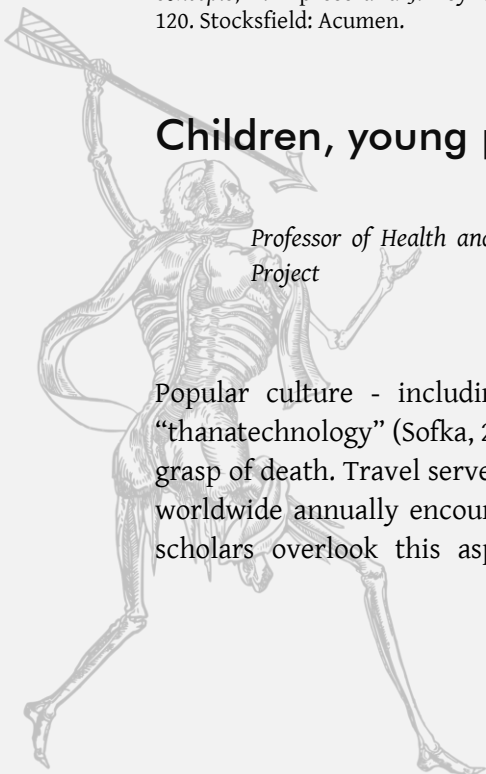 120. Stocksfield: Acumen.
Children, young
Professor of Health and
Project
Popular culture - includin
“thanatechnology” (Sofka, 2
grasp of death. Travel serve
worldwide annually encoun
scholars overlook this asp